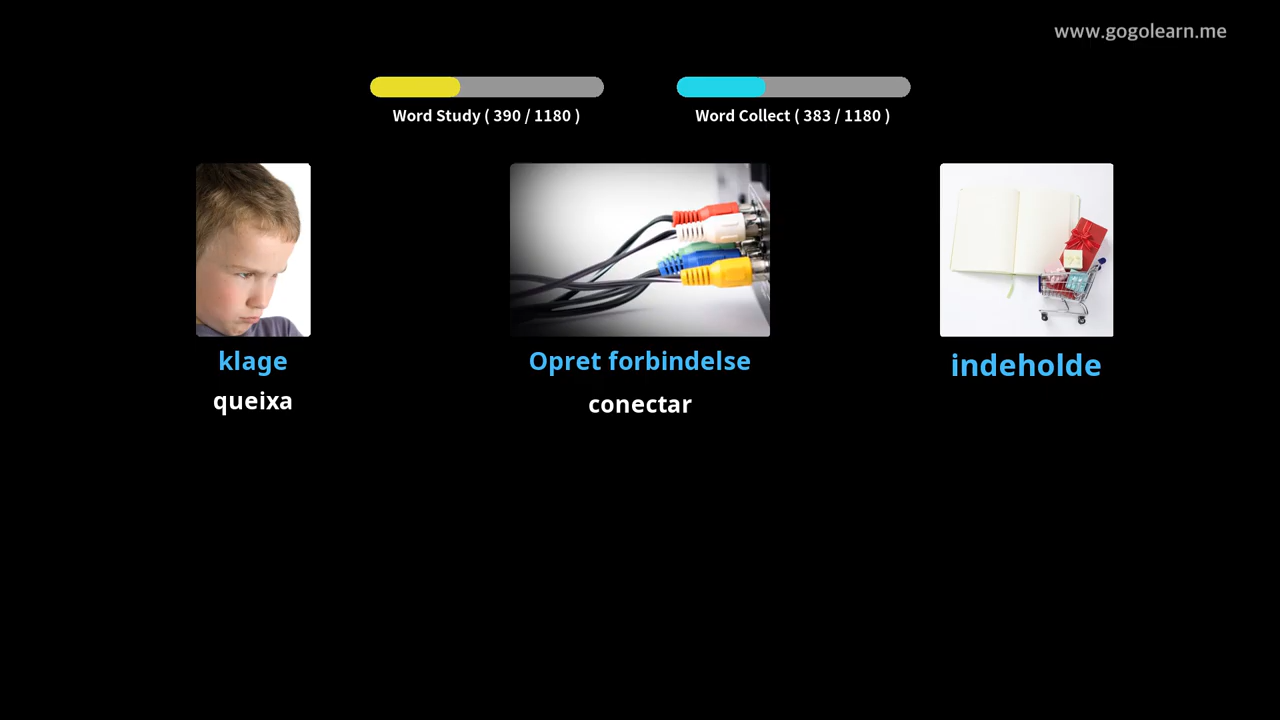 www.gogolearn.me
Word Study ( 390 / 1180 )
Word Collect ( 383 / 1180 )
klage
Opret forbindelse
indeholde
queixa
conectar